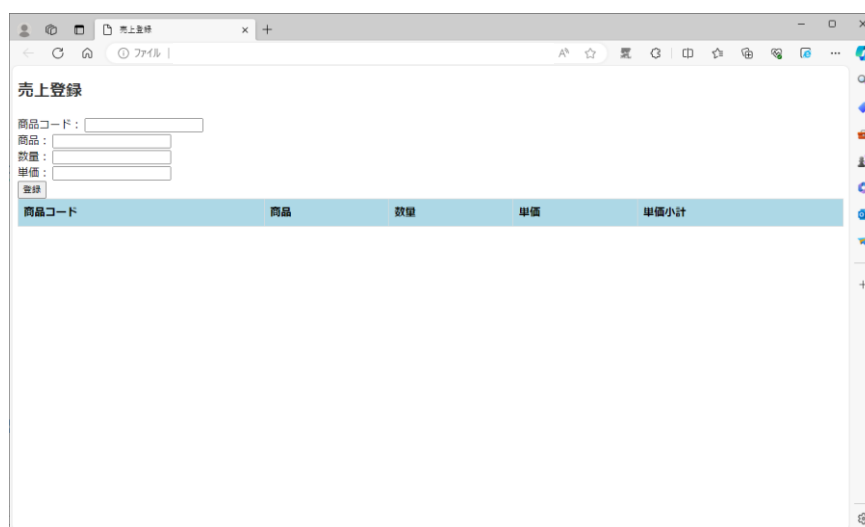 売上登録
ファイル
売上登録
商品コード：
商品：
数量：
単価：
登録
商品コード 商品 数量 単価 単価小計